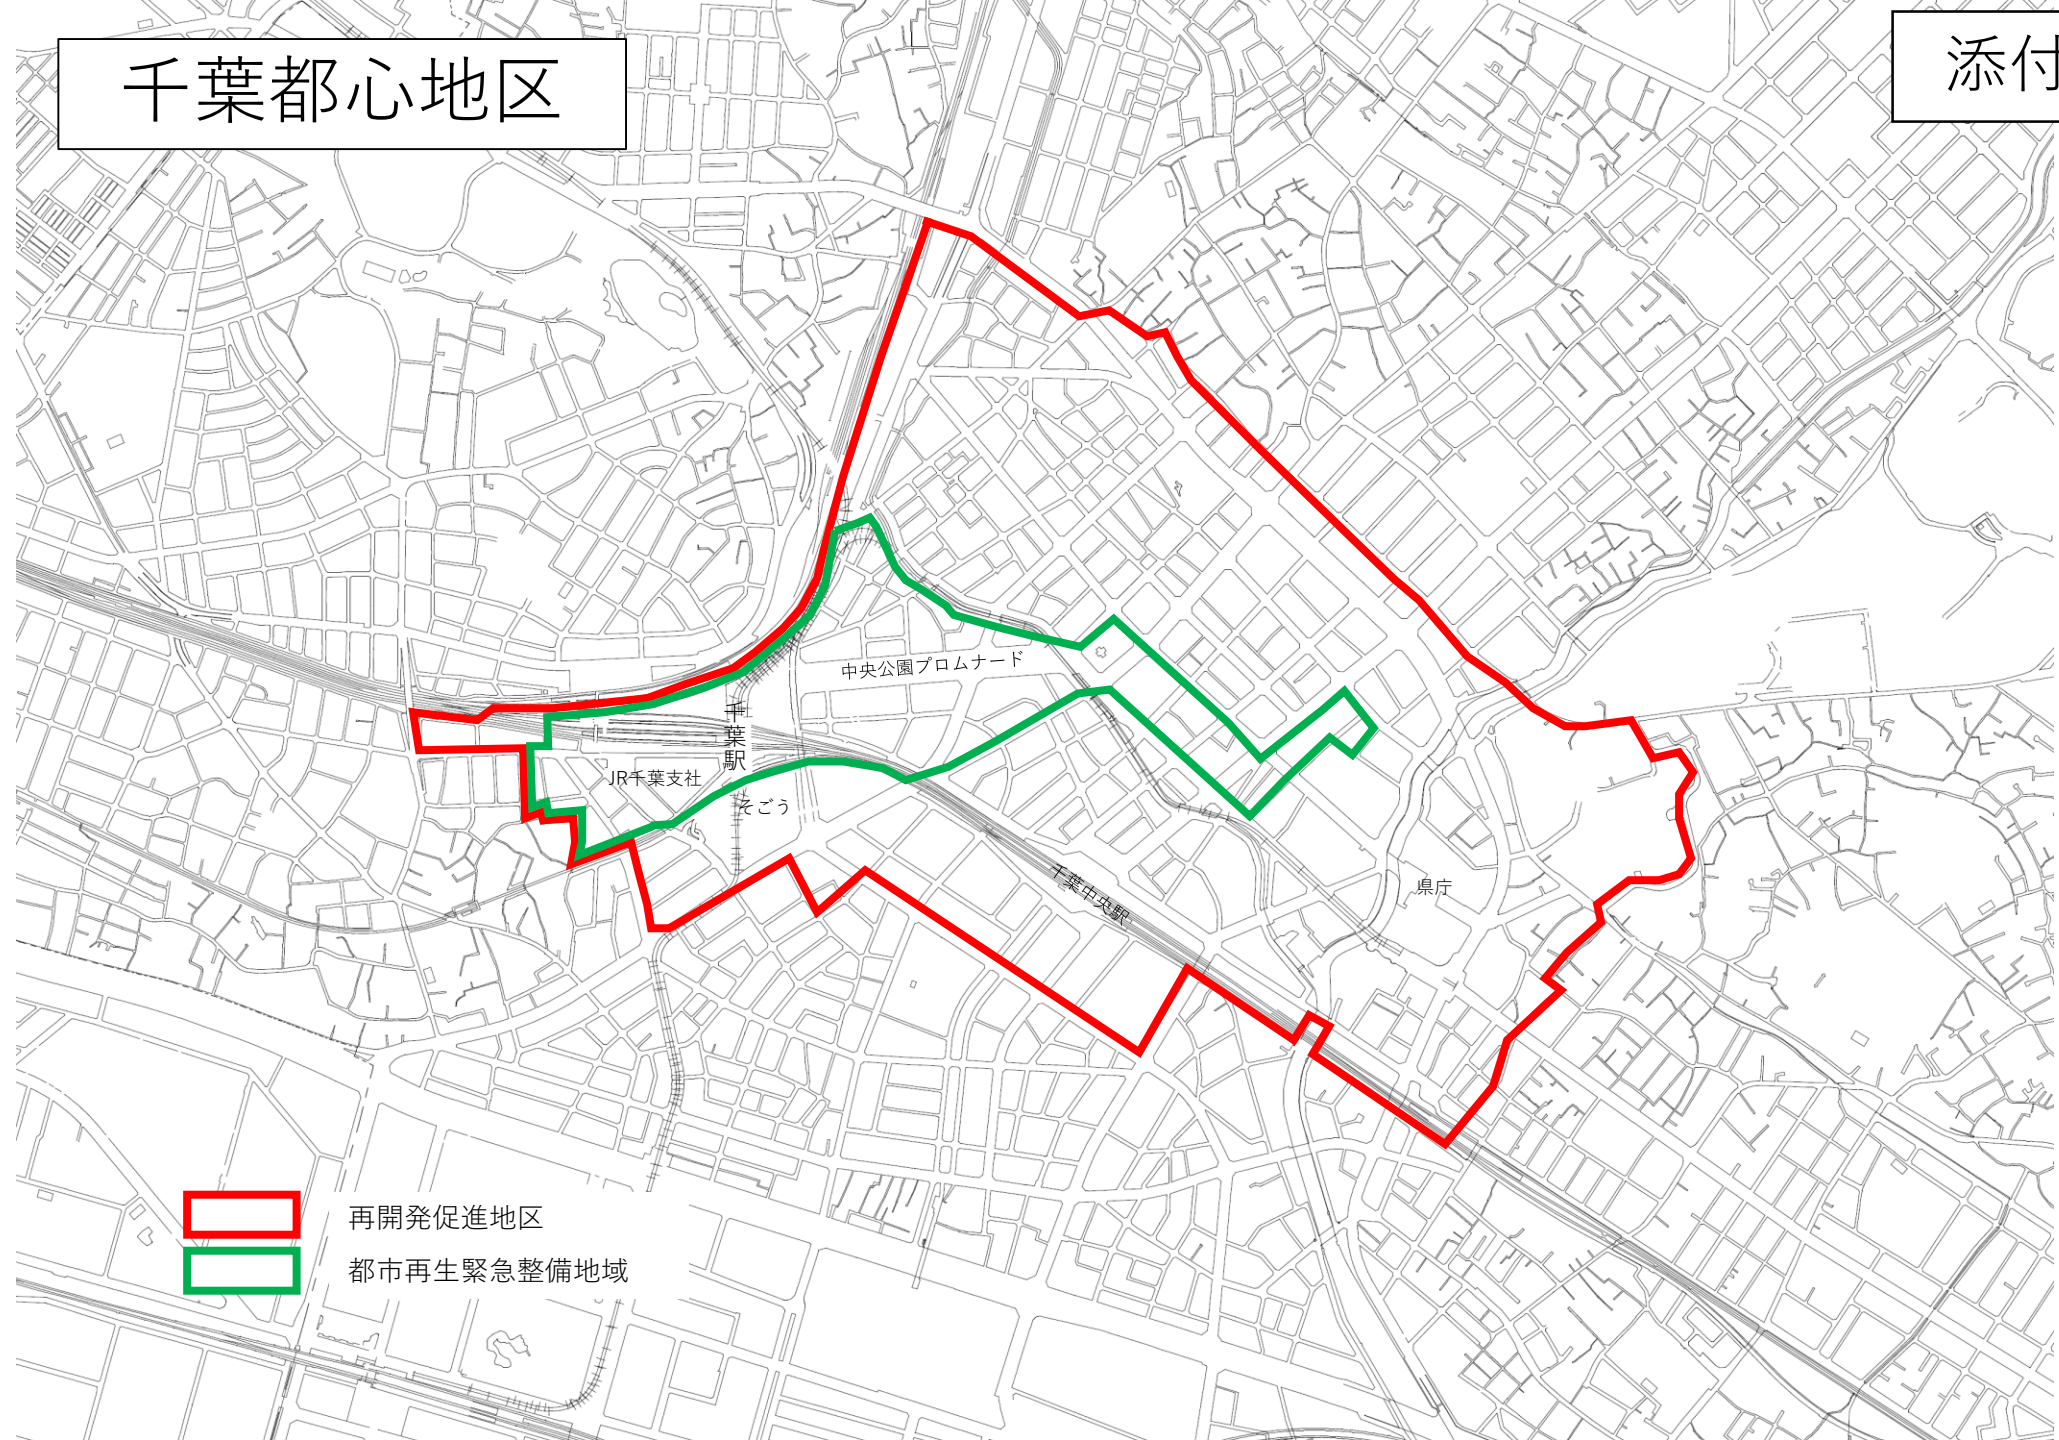 千葉都心地区
添付
中央公園プロムナード
千葉駅
JR千葉支社
そごう
千葉中央駅
県庁
再開発促進地区
都市再生緊急整備地域